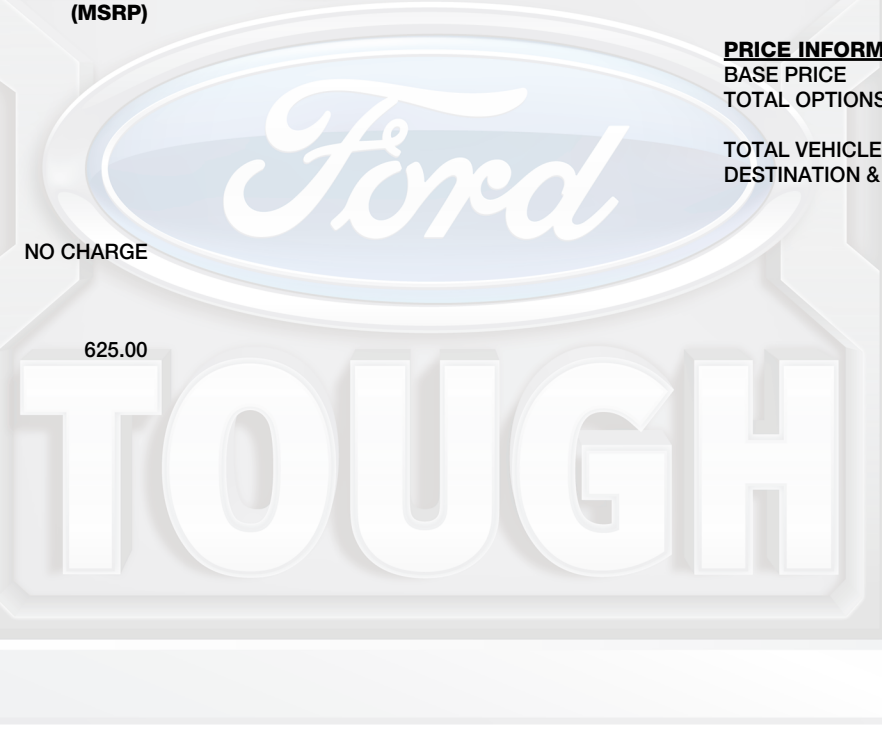 (MSRP)
PRICE INFORM
BASE PRICE
TOTAL OPTIONS
TOTAL VEHICLE
DESTINATION &
Ford
NO CHARGE
625.00
TOUGH